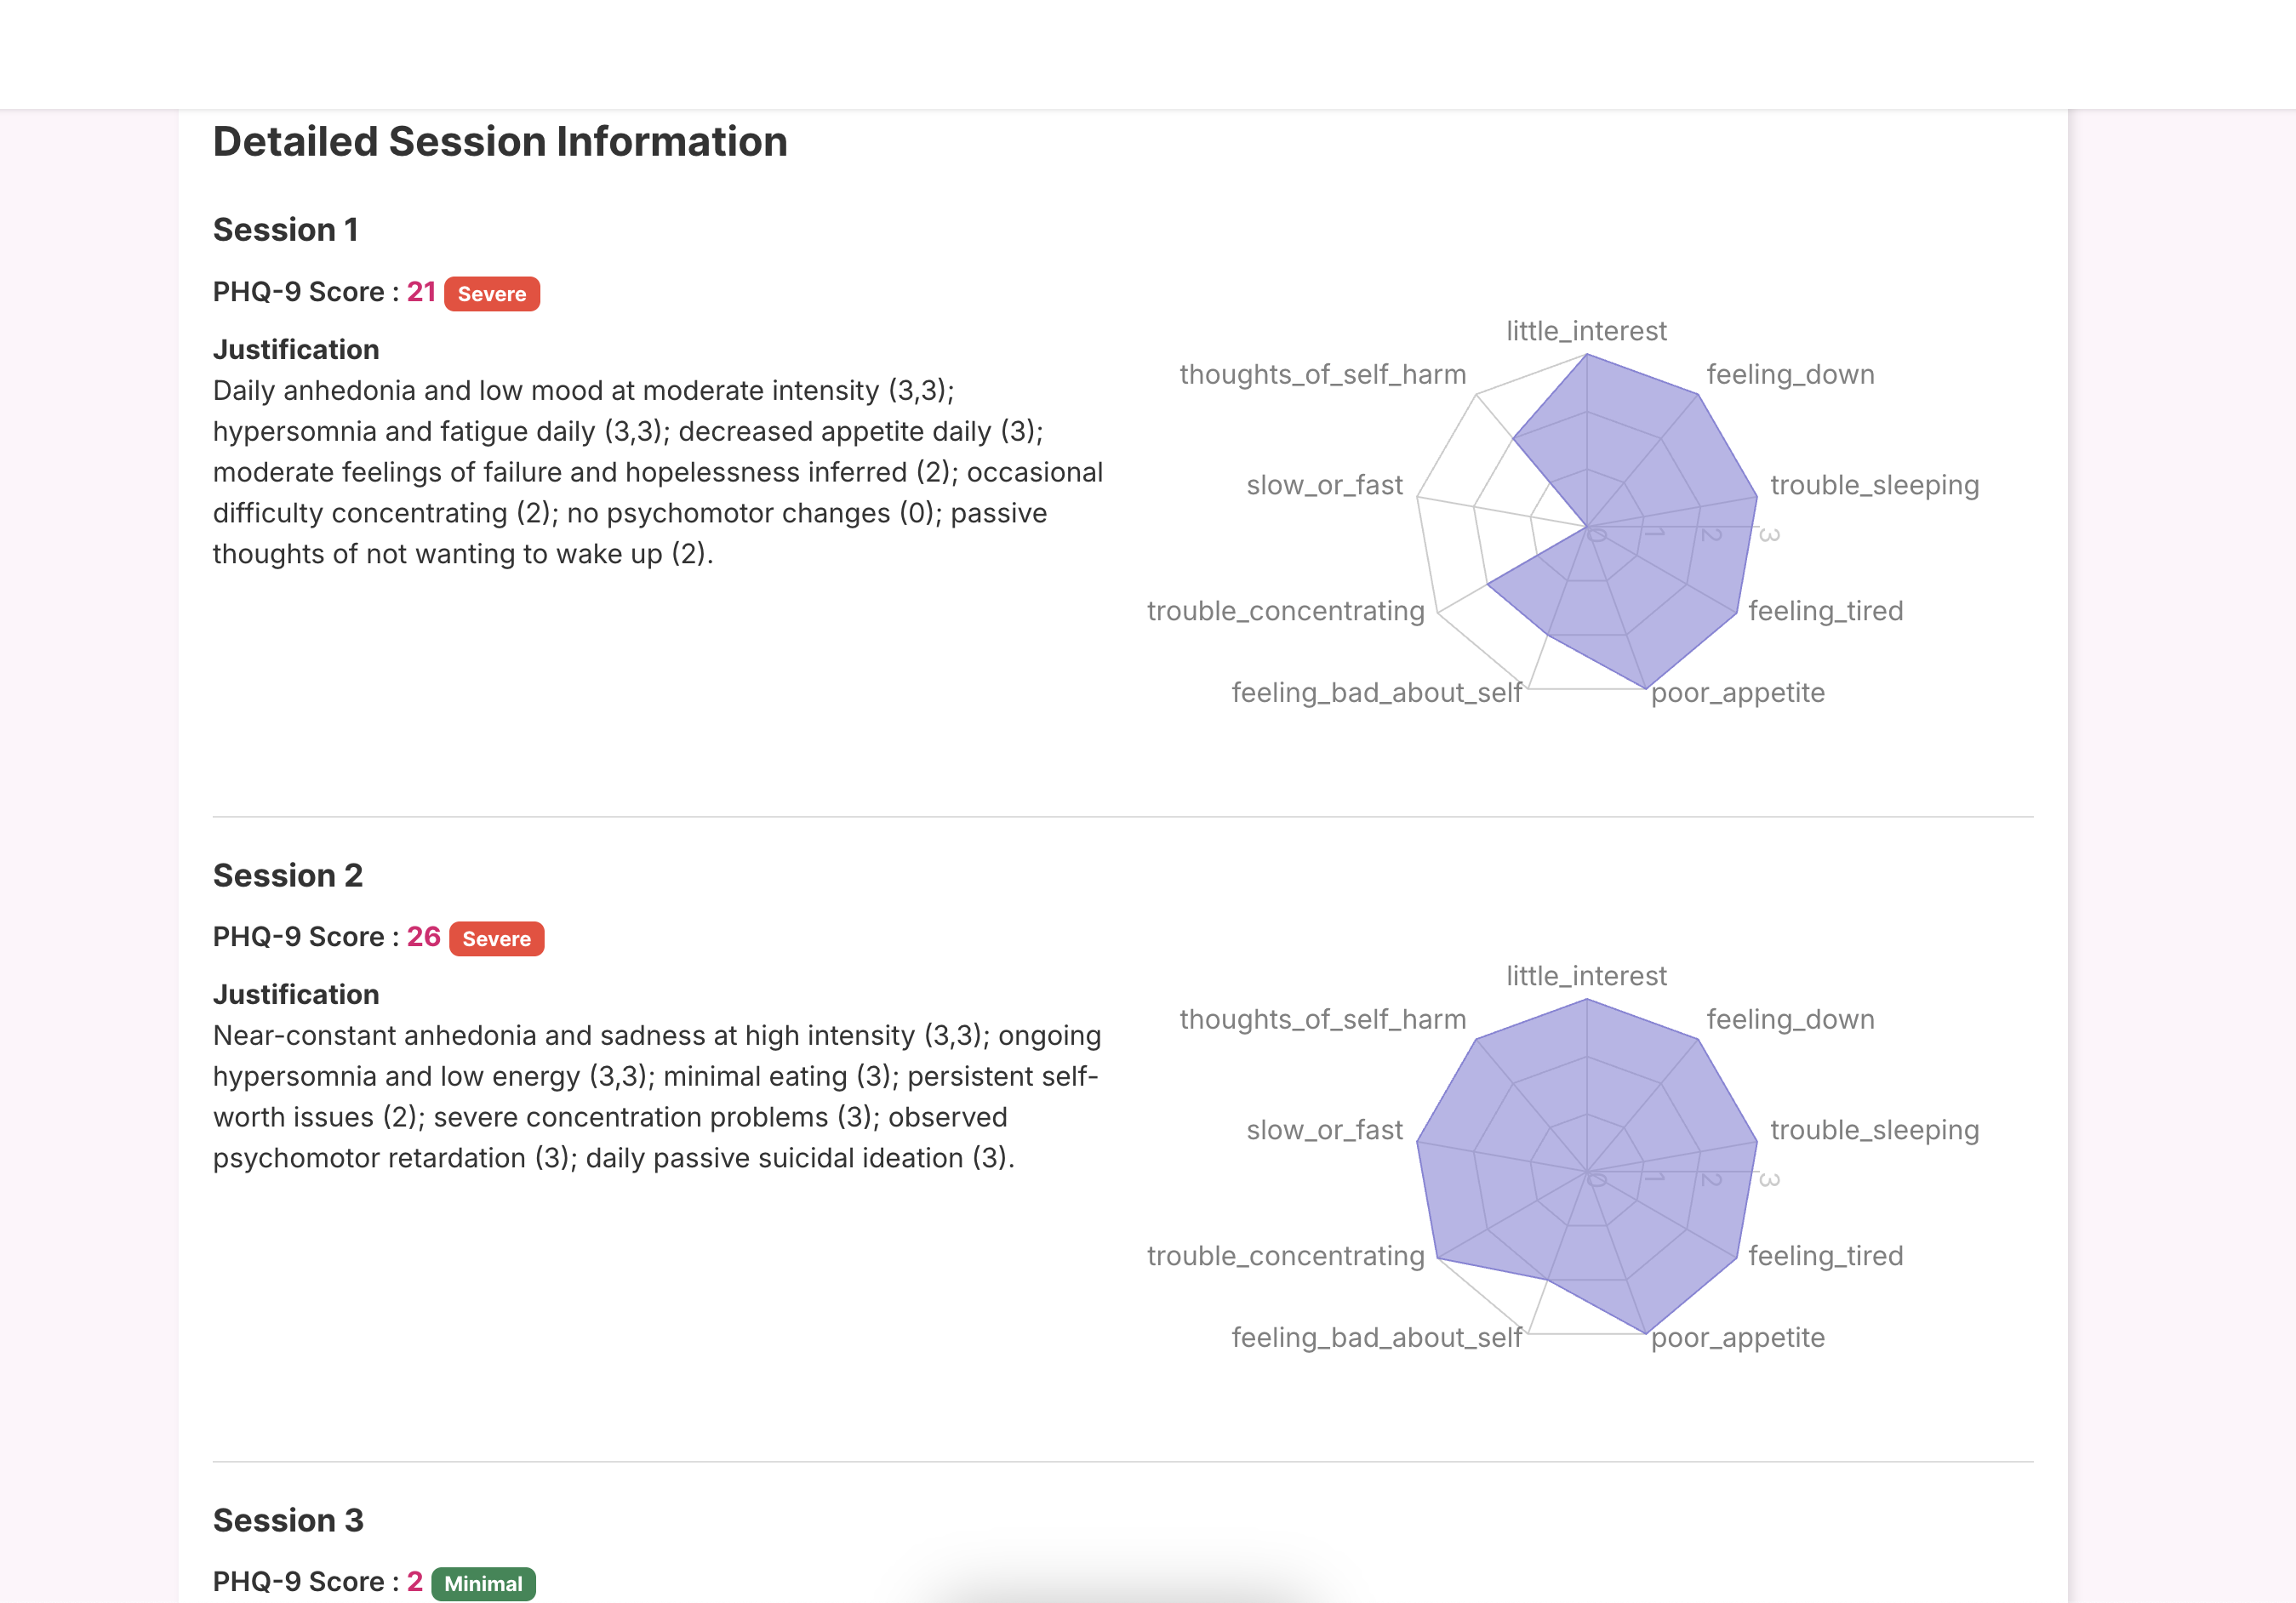 Detailed Session Information
Session 1
PHQ-9 Score : 21 Severe
Justification
Daily anhedonia and low mood at moderate intensity (3,3);
hypersomnia and fatigue daily (3,3); decreased appetite daily (3);
moderate feelings of failure and hopelessness inferred (2); occasional
difficulty concentrating (2); no psychomotor changes (0); passive
thoughts of not wanting to wake up (2).
little_interest
thoughts_of_self_harm
feeling_down
slow_or_fast
trouble_sleeping
0 1 2 3
trouble_concentrating
feeling_tired
feeling_bad_about_self
poor_appetite
Session 2
PHQ-9 Score : 26 Severe
Justification
Near-constant anhedonia and sadness at high intensity (3,3); ongoing
hypersomnia and low energy (3,3); minimal eating (3); persistent self-
worth issues (2); severe concentration problems (3); observed
psychomotor retardation (3); daily passive suicidal ideation (3).
little_interest
thoughts_of_self_harm
feeling_down
slow_or_fast
trouble_sleeping
0 1 2 3
trouble_concentrating
feeling_tired
feeling_bad_about_self
poor_appetite
Session 3
PHQ-9 Score : 2 Minimal